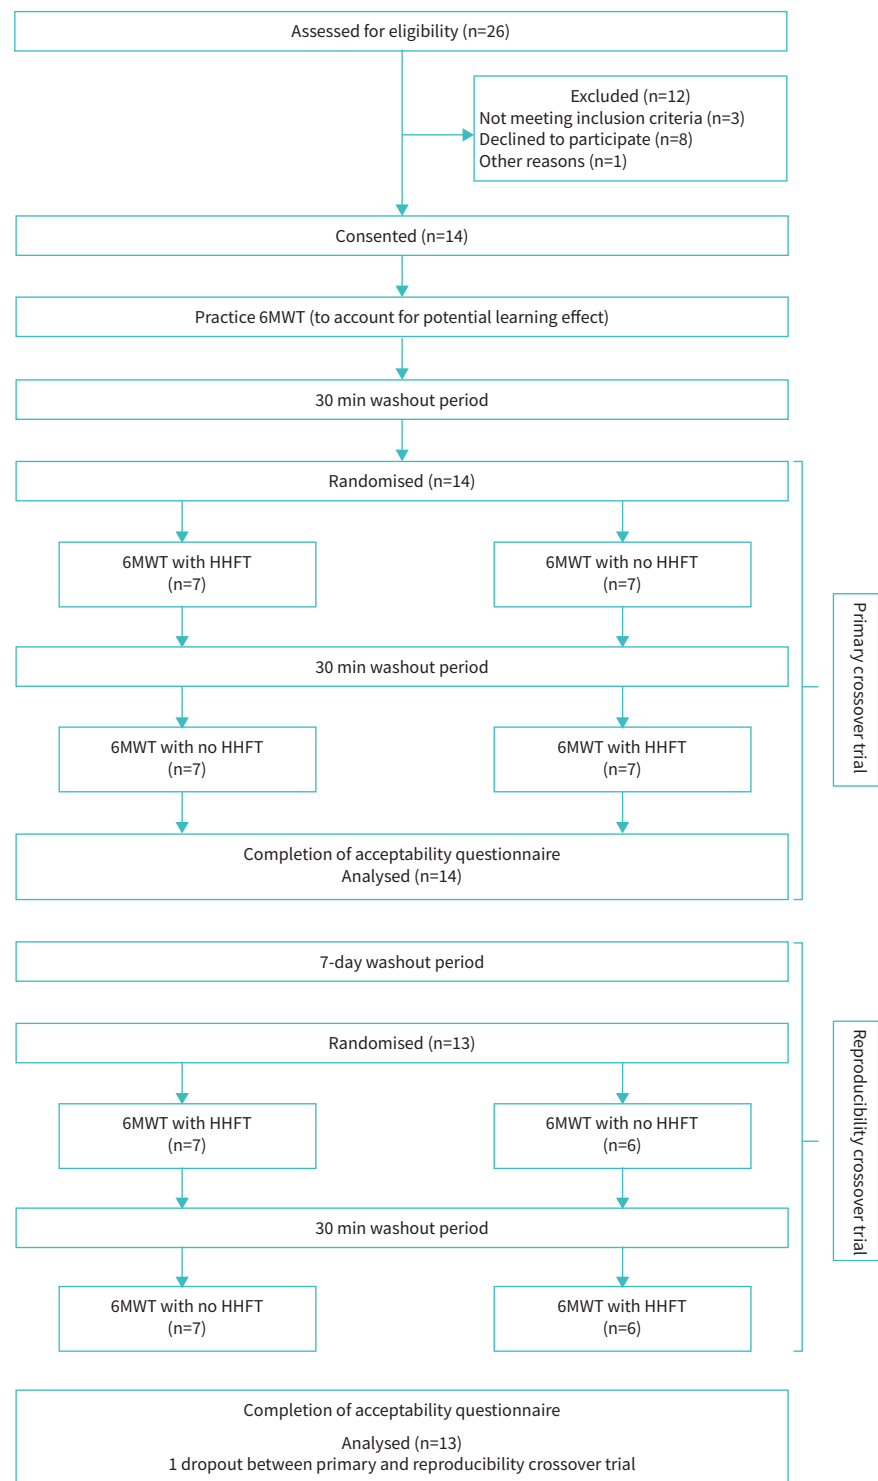 Assessed for eligibility (n=26)
Excluded (n=12)
Not meeting inclusion criteria (n=3)
Declined to participate (n=8)
Other reasons (n=1)
Consented (n=14)
Practice 6MWT (to account for potential learning effect)
30 min washout period
Randomised (n=14)
6MWT with HHFT
(n=7)
6MWT with no HHFT
(n=7)
30 min washout period
6MWT with no HHFT
(n=7)
6MWT with HHFT
(n=7)
Completion of acceptability questionnaire
Analysed (n=14)
Primary crossover trial
7-day washout period
Randomised (n=13)
6MWT with HHFT
(n=7)
6MWT with no HHFT
(n=6)
30 min washout period
6MWT with no HHFT
(n=7)
6MWT with HHFT
(n=6)
Reproducibility crossover trial
Completion of acceptability questionnaire
Analysed (n=13)
1 dropout between primary and reproducibility crossover trial